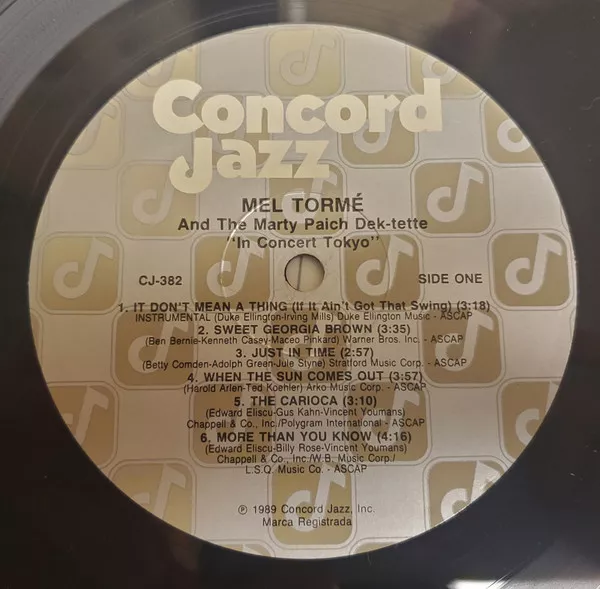 Concord
Jazz
MEL TORMÉ
And The Marty Paich Dek-tette
"In Concert Tokyo"
CJ-382
SIDE ONE
1. IT DON'T MEAN A THING (If It Ain't Got That Swing) (3:18)
INSTRUMENTAL (Duke Ellington-Irving Mills) Duke Ellington Music - ASCAP
2. SWEET GEORGIA BROWN (3:35)
(Ben Bernie-Kenneth Casey-Maceo Pinkard) Warner Bros. Inc. - ASCAP
3. JUST IN TIME (2:57)
(Betty Comden-Adolph Green-Jule Styne) Stratford Music Corp. - ASCAP
4. WHEN THE SUN COMES OUT (3:57)
(Harold Arlen-Ted Koehler) Arko Music Corp. - ASCAP
5. THE CARIOCA (3:10)
(Edward Eliscu-Gus Kahn-Vincent Youmans)
Chappell & Co., Inc./Polygram International - ASCAP
6. MORE THAN YOU KNOW (4:16)
(Edward Eliscu-Billy Rose-Vincent Youmans)
Chappell & Co., Inc./W.B. Music Corp./
L.S.Q. Music Co. - ASCAP
℗ 1989 Concord Jazz, Inc.
Marca Registrada